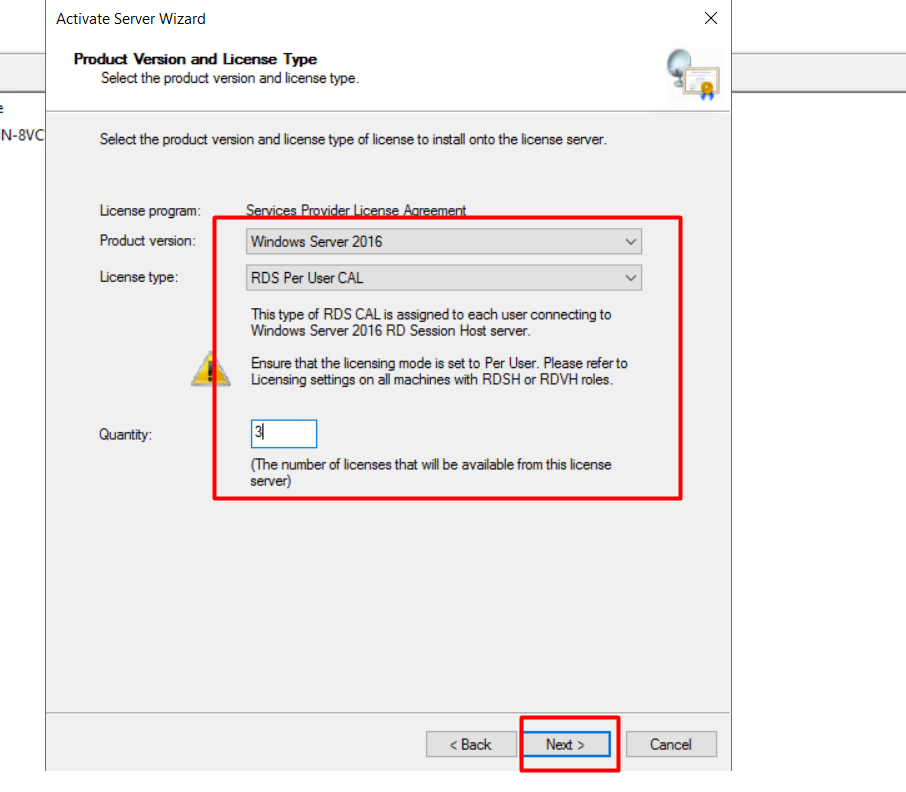 Activate Server Wizard
Product Version and License Type
Select the product version and license type.
e
N-8VC
Select the product version and license type of license to install onto the license server.
License program: Services Provider License Agreement
Product version: Windows Server 2016
License type: RDS Per User CAL
This type of RDS CAL is assigned to each user connecting to
Windows Server 2016 RD Session Host server.
Ensure that the licensing mode is set to Per User. Please refer to
Licensing settings on all machines with RDSH or RDVH roles.
Quantity: 3
(The number of licenses that will be available from this license
server)
< Back Next > Cancel